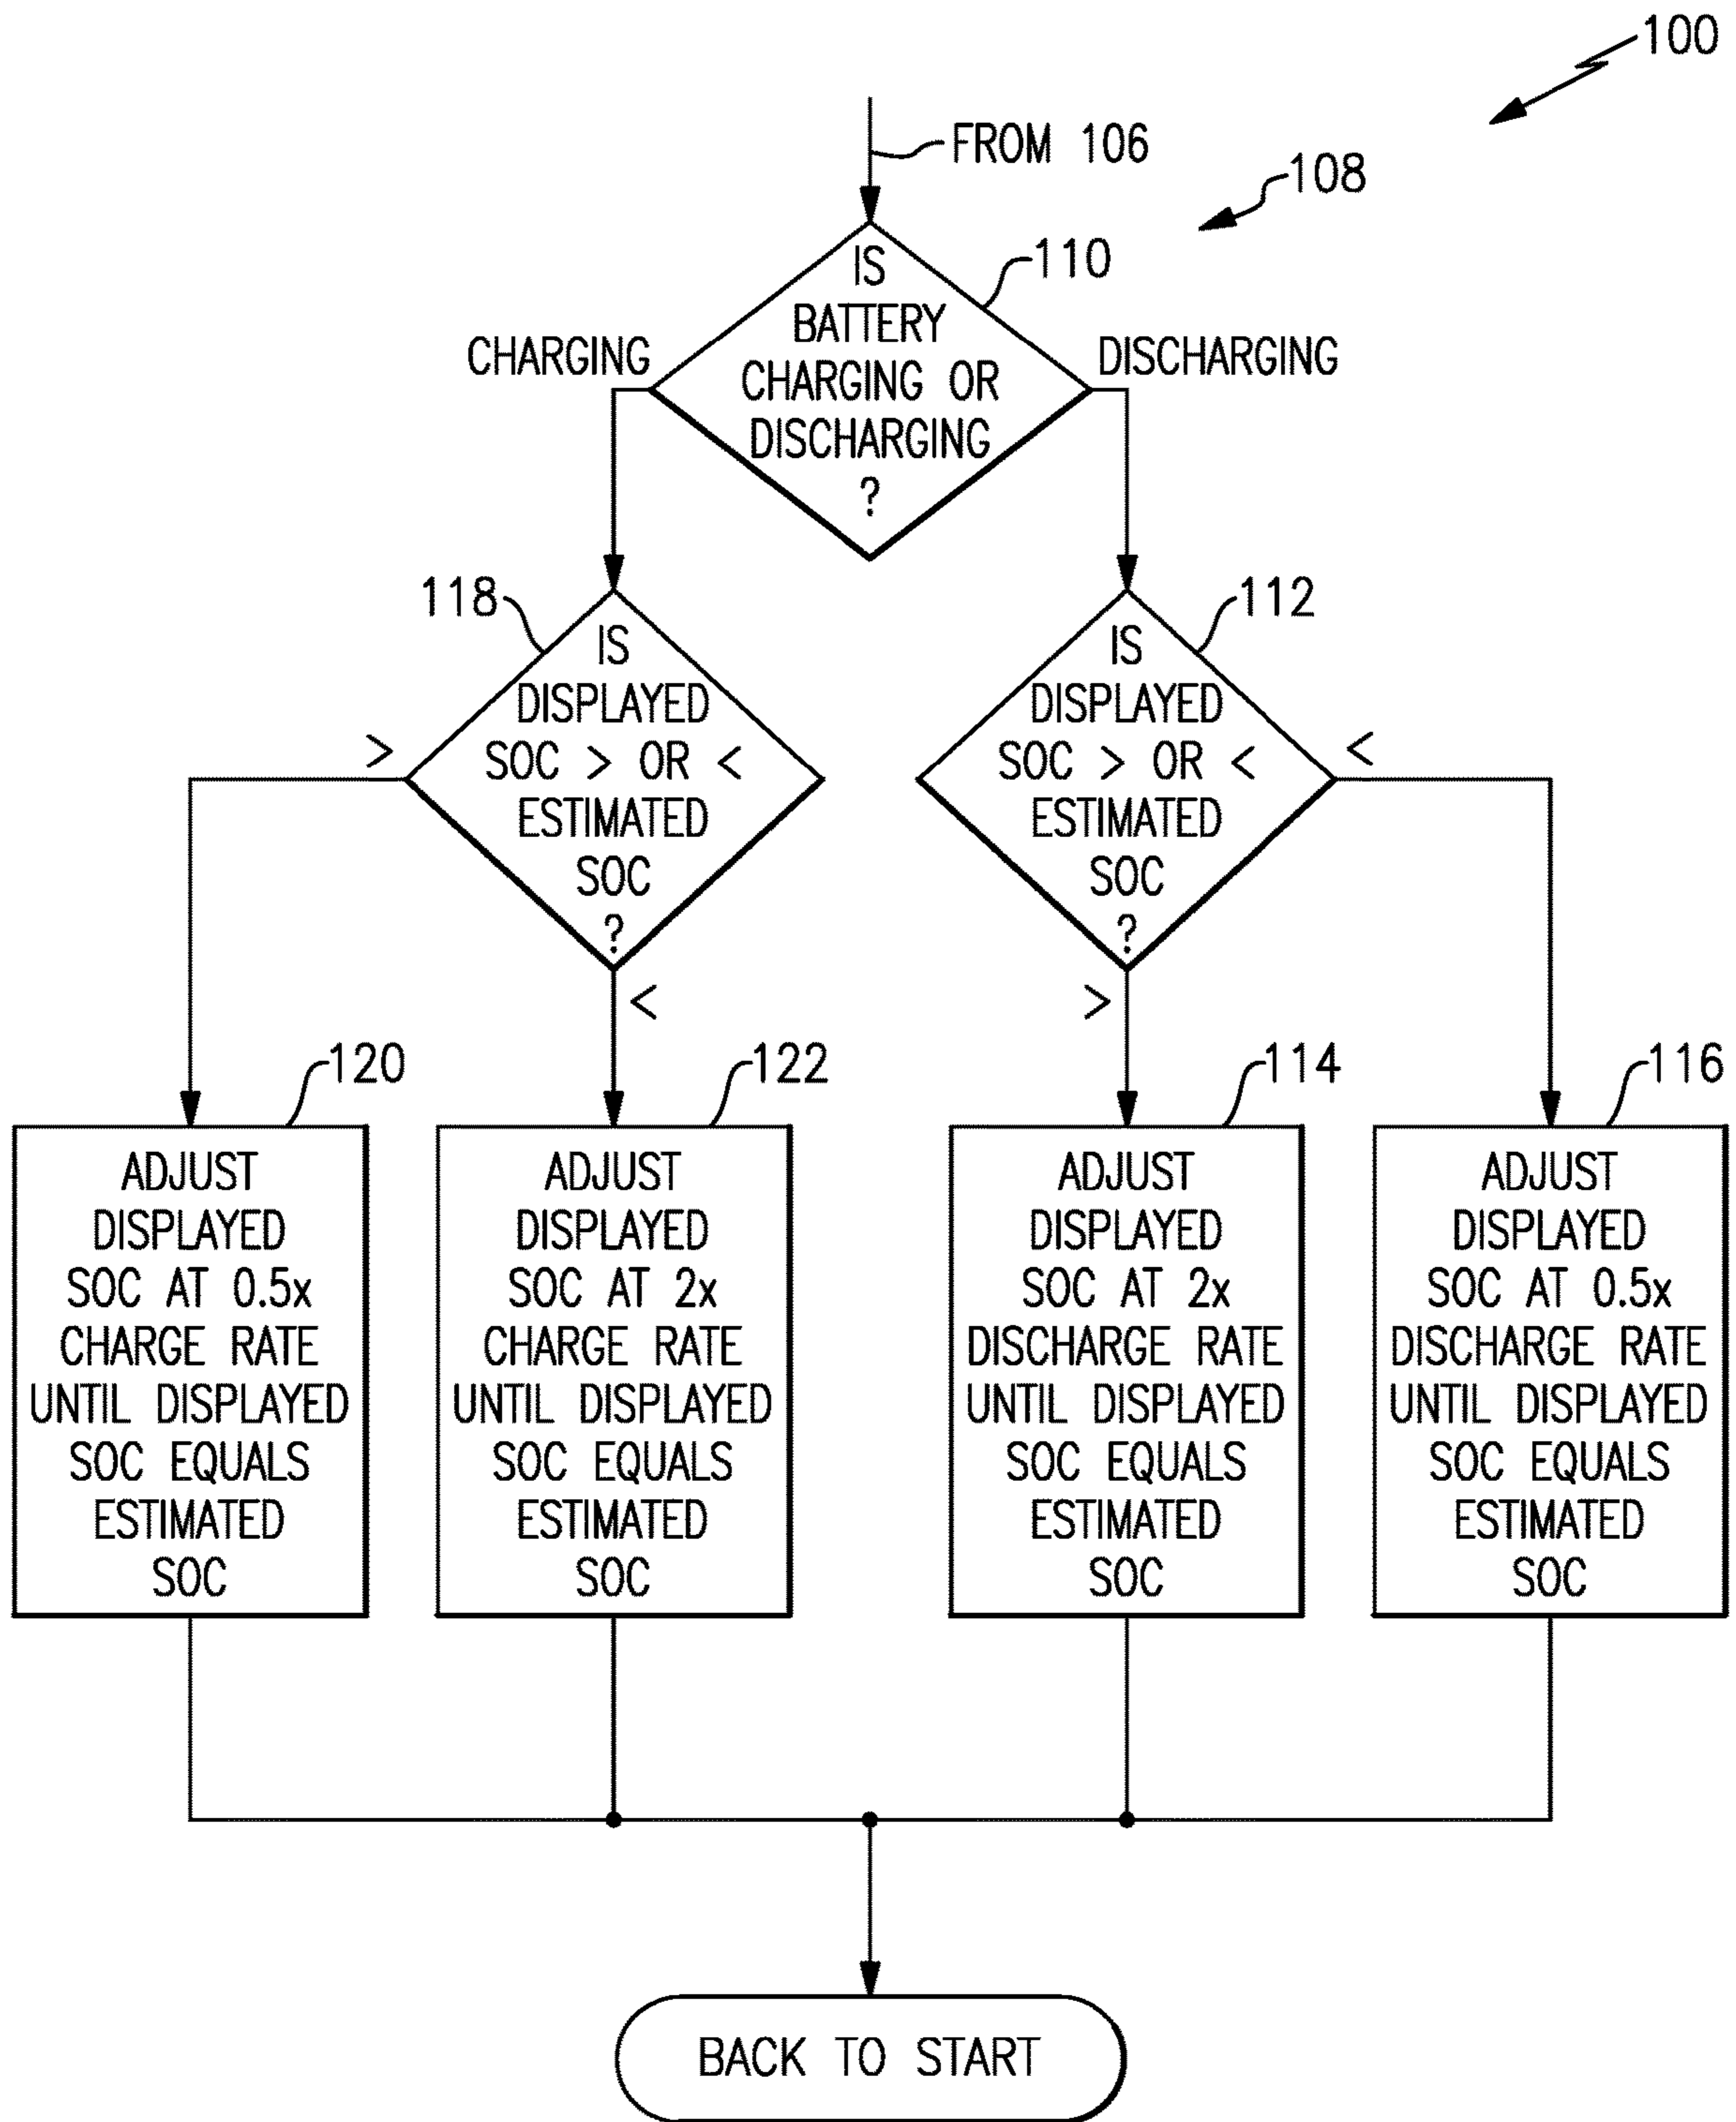 100
FROM 106
108
110
IS
BATTERY
CHARGING OR
DISCHARGING
?
CHARGING
DISCHARGING
118
IS
DISPLAYED
SOC > OR <
ESTIMATED
SOC
?
>
<
112
IS
DISPLAYED
SOC > OR <
ESTIMATED
SOC
?
<
>
120
ADJUST
DISPLAYED
SOC AT 0.5x
CHARGE RATE
UNTIL DISPLAYED
SOC EQUALS
ESTIMATED
SOC
122
ADJUST
DISPLAYED
SOC AT 2x
CHARGE RATE
UNTIL DISPLAYED
SOC EQUALS
ESTIMATED
SOC
114
ADJUST
DISPLAYED
SOC AT 2x
DISCHARGE RATE
UNTIL DISPLAYED
SOC EQUALS
ESTIMATED
SOC
116
ADJUST
DISPLAYED
SOC AT 0.5x
DISCHARGE RATE
UNTIL DISPLAYED
SOC EQUALS
ESTIMATED
SOC
BACK TO START